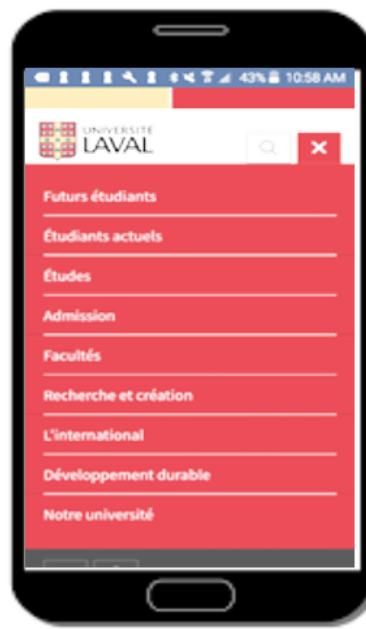 43% 10:58 AM
UNIVERSITÉ
LAVAL
Futurs étudiants
Étudiants actuels
Études
Admission
Facultés
Recherche et création
L'international
Développement durable
Notre université